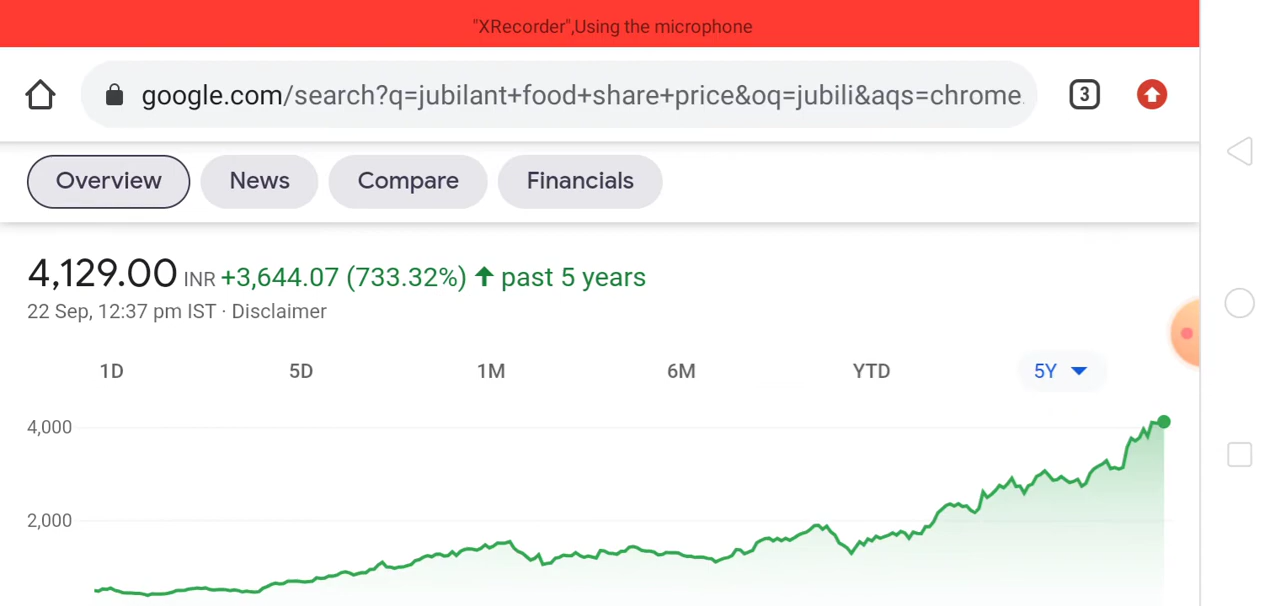 "XRecorder",Using the microphone
google.com/search?q=jubilant+food+share+price&oq=jubili&aqs=chrome.
3
Overview News Compare Financials
4,129.00 INR +3,644.07 (733.32%) ↑ past 5 years
22 Sep, 12:37 pm IST · Disclaimer
1D 5D 1M 6M YTD 5Y
4,000
2,000